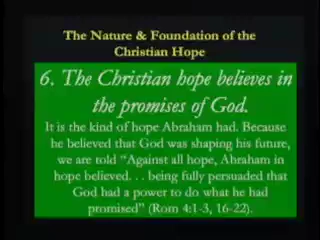 The Nature & Foundation of the
Christian Hope
6. The Christian hope believes in
the promises of God.
It is the kind of hope Abraham had. Because
he believed that God was shaping his future,
we are told “Against all hope, Abraham in
hope believed. . . being fully persuaded that
God had a power to do what he had
promised” (Rom 4:1-3, 16-22).